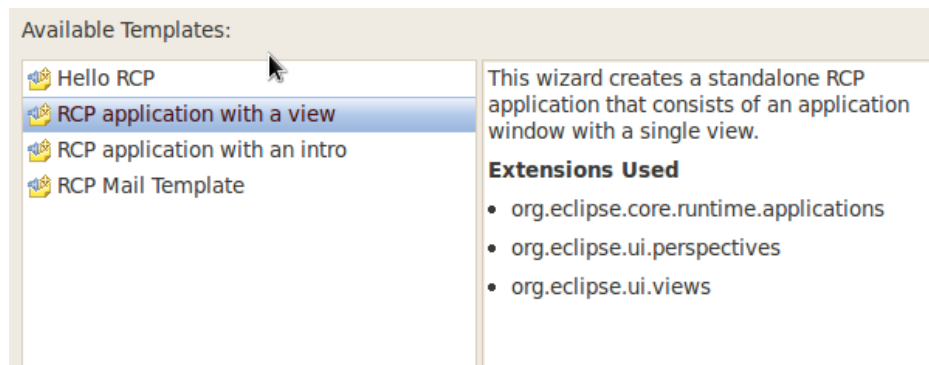 Available Templates:
Hello RCP
RCP application with a view
RCP application with an intro
RCP Mail Template
This wizard creates a standalone RCP
application that consists of an application
window with a single view.
Extensions Used
• org.eclipse.core.runtime.applications
• org.eclipse.ui.perspectives
• org.eclipse.ui.views